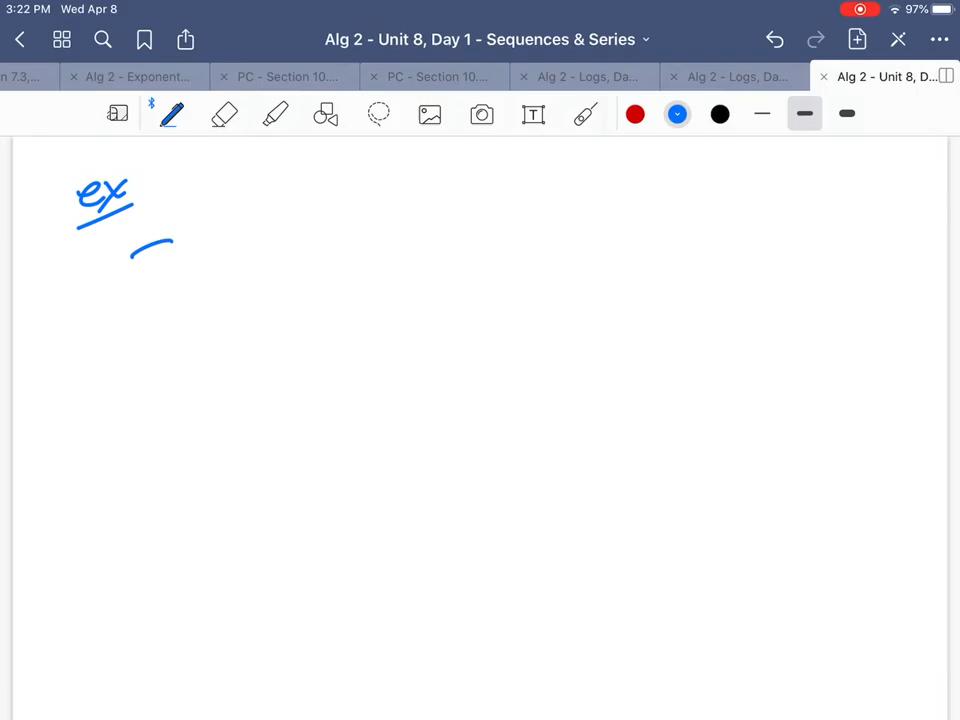 3:22 PM Wed Apr 8 97%
Alg 2 - Unit 8, Day 1 - Sequences & Series
n 7.3,... Alg 2 - Exponent... PC - Section 10.... PC - Section 10.... Alg 2 - Logs, Da... Alg 2 - Logs, Da... Alg 2 - Unit 8, D...
T
ex